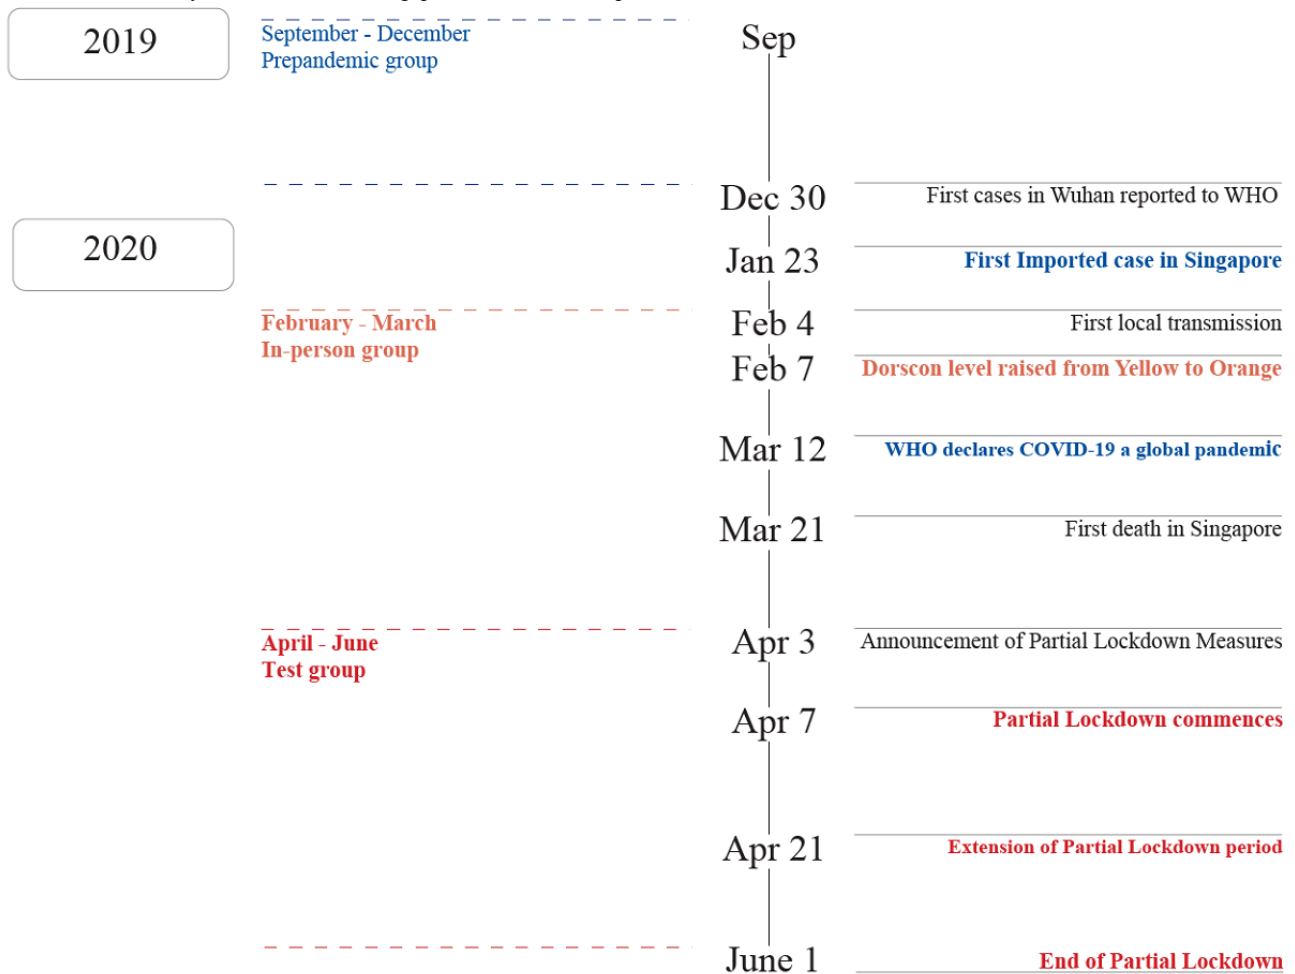 2019
September - December
Prepandemic group
Sep
Dec 30
First cases in Wuhan reported to WHO
2020
Jan 23
First Imported case in Singapore
February - March
In-person group
Feb 4
First local transmission
Feb 7
Dorscon level raised from Yellow to Orange
Mar 12
WHO declares COVID-19 a global pandemic
Mar 21
First death in Singapore
April - June
Test group
Apr 3
Announcement of Partial Lockdown Measures
Apr 7
Partial Lockdown commences
Apr 21
Extension of Partial Lockdown period
June 1
End of Partial Lockdown